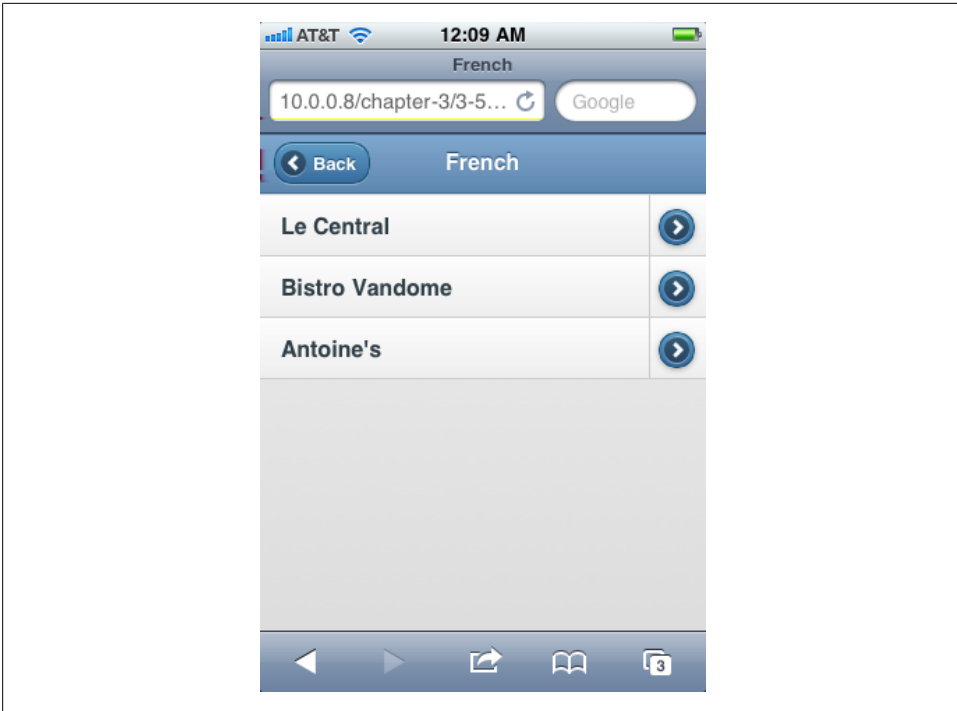 AT&T 12:09 AM
French
10.0.0.8/chapter-3/3-5... Google
Back French
Le Central
Bistro Vandome
Antoine's
3